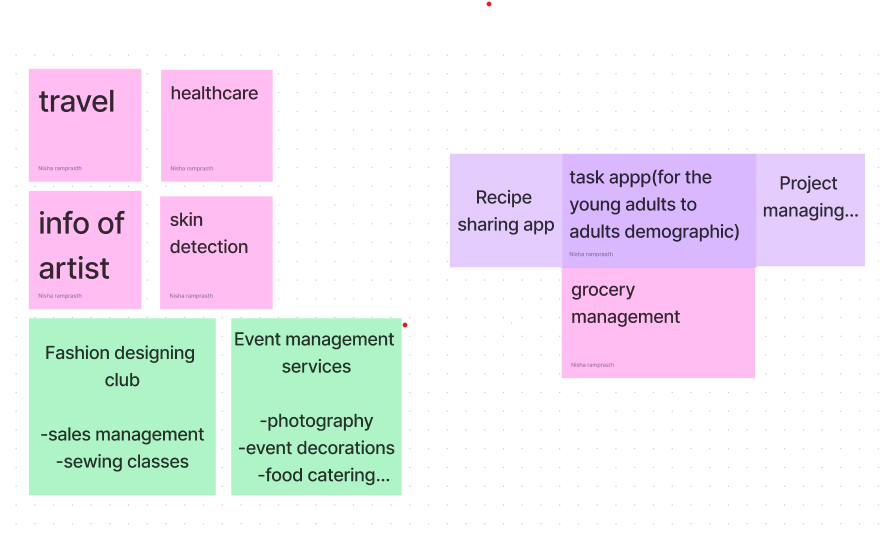 travel
Nisha ramprasth
healthcare
Nisha ramprasth
info of
artist
Nisha ramprasth
skin
detection
Nisha ramprasth
Fashion designing
club
-sales management
-sewing classes
Event management
services
-photography
-event decorations
-food catering...
Recipe
sharing app
task appp(for the
young adults to
adults demographic)
Nisha ramprasth
Project
managing...
grocery
management
Nisha ramprasth